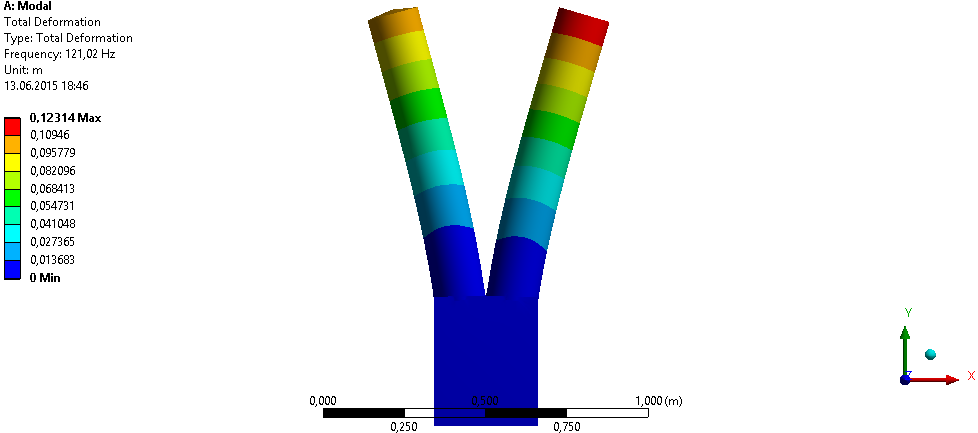 A: Modal
Total Deformation
Type: Total Deformation
Frequency: 121,02 Hz
Unit: m
13.06.2015 18:46
0,12314 Max
0,10946
0,095779
0,082096
0,068413
0,054731
0,041048
0,027365
0,013683
0 Min
Y
X
Z
0,000 0,500 1,000 (m)
0,250 0,750